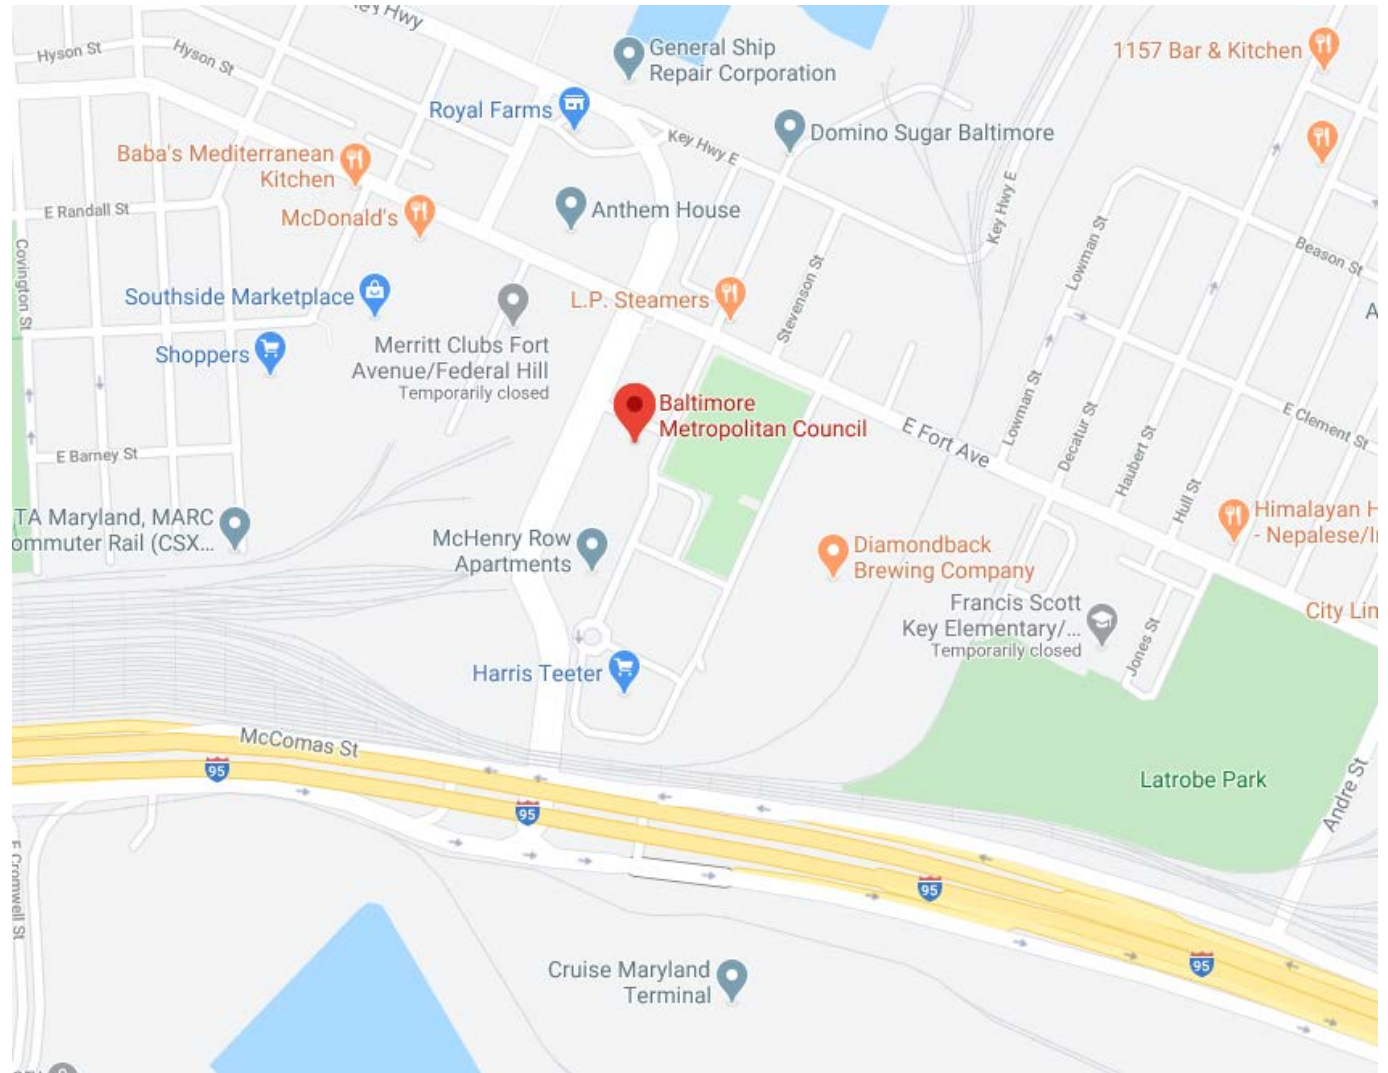 ey Hwy
Hyson St
Hyson St
General Ship
Repair Corporation
1157 Bar & Kitchen
Royal Farms
Key Hwy E
Domino Sugar Baltimore
Baba's Mediterranean
Kitchen
E Randall St
McDonald's
Anthem House
Key Hwy E
Lowman St
Beason St
Covington St
Southside Marketplace
L.P. Steamers
Stevenson St
Shoppers
Merritt Clubs Fort
Avenue/Federal Hill
Temporarily closed
A
Baltimore
Metropolitan Council
Lowman St
E Fort Ave
Decatur St
Haubert St
E Clement St
E Barney St
Hull St
TA Maryland, MARC
ommuter Rail (CSX...
McHenry Row
Apartments
Diamondback
Brewing Company
Himalayan H
- Nepalese/I
Francis Scott
Key Elementary/...
Temporarily closed
City Lim
Jones St
Harris Teeter
McComas St
95
95
Latrobe Park
Andre St
E Cromwell St
95
95
Cruise Maryland
Terminal